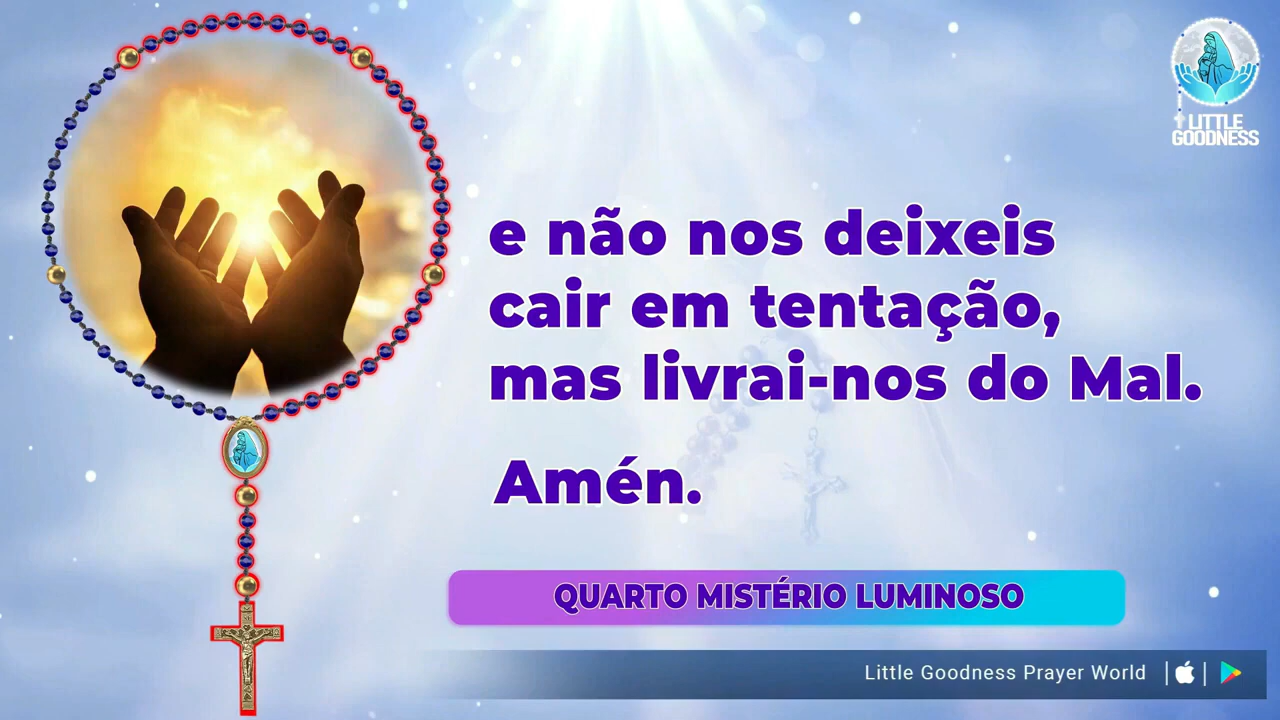 LITTLE
GOODNESS
e não nos deixeis
cair em tentação,
mas livrai-nos do Mal.
Amén.
QUARTO MISTÉRIO LUMINOSO
Little Goodness Prayer World